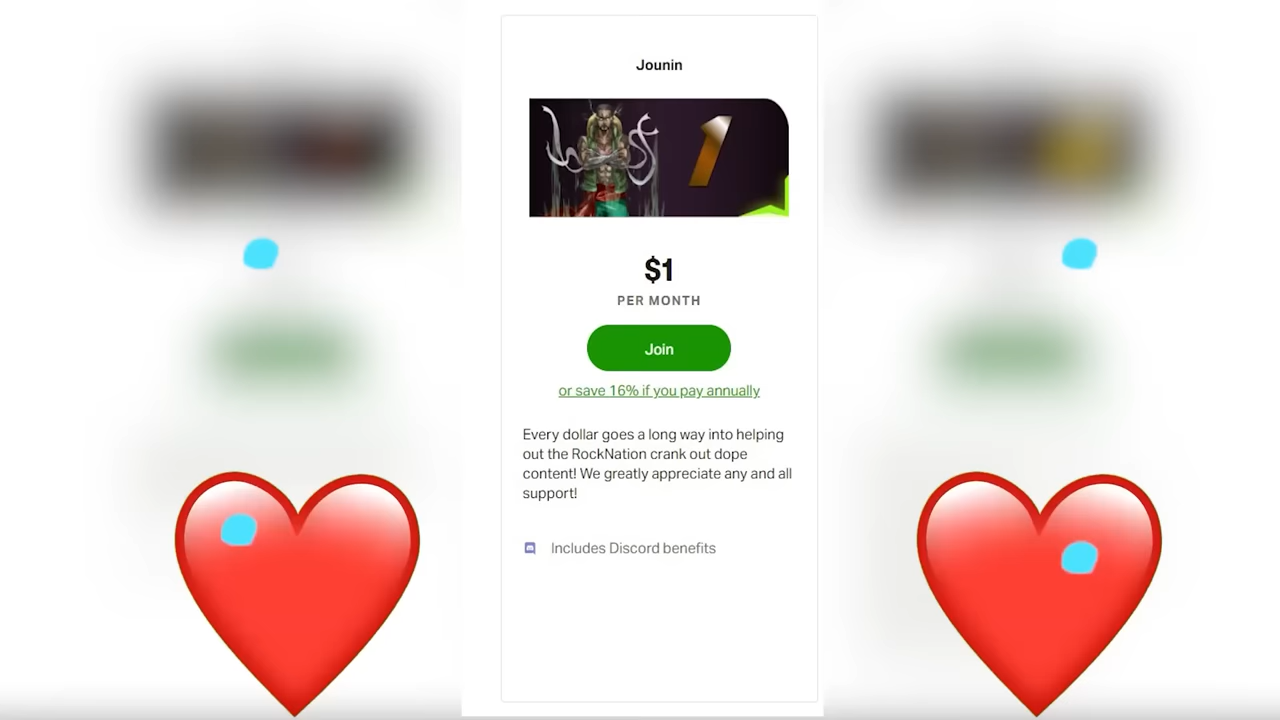 Jounin
1
$1
PER MONTH
Join
or save 16% if you pay annually
Every dollar goes a long way into helping
out the RockNation crank out dope
content! We greatly appreciate any and all
support!
Includes Discord benefits